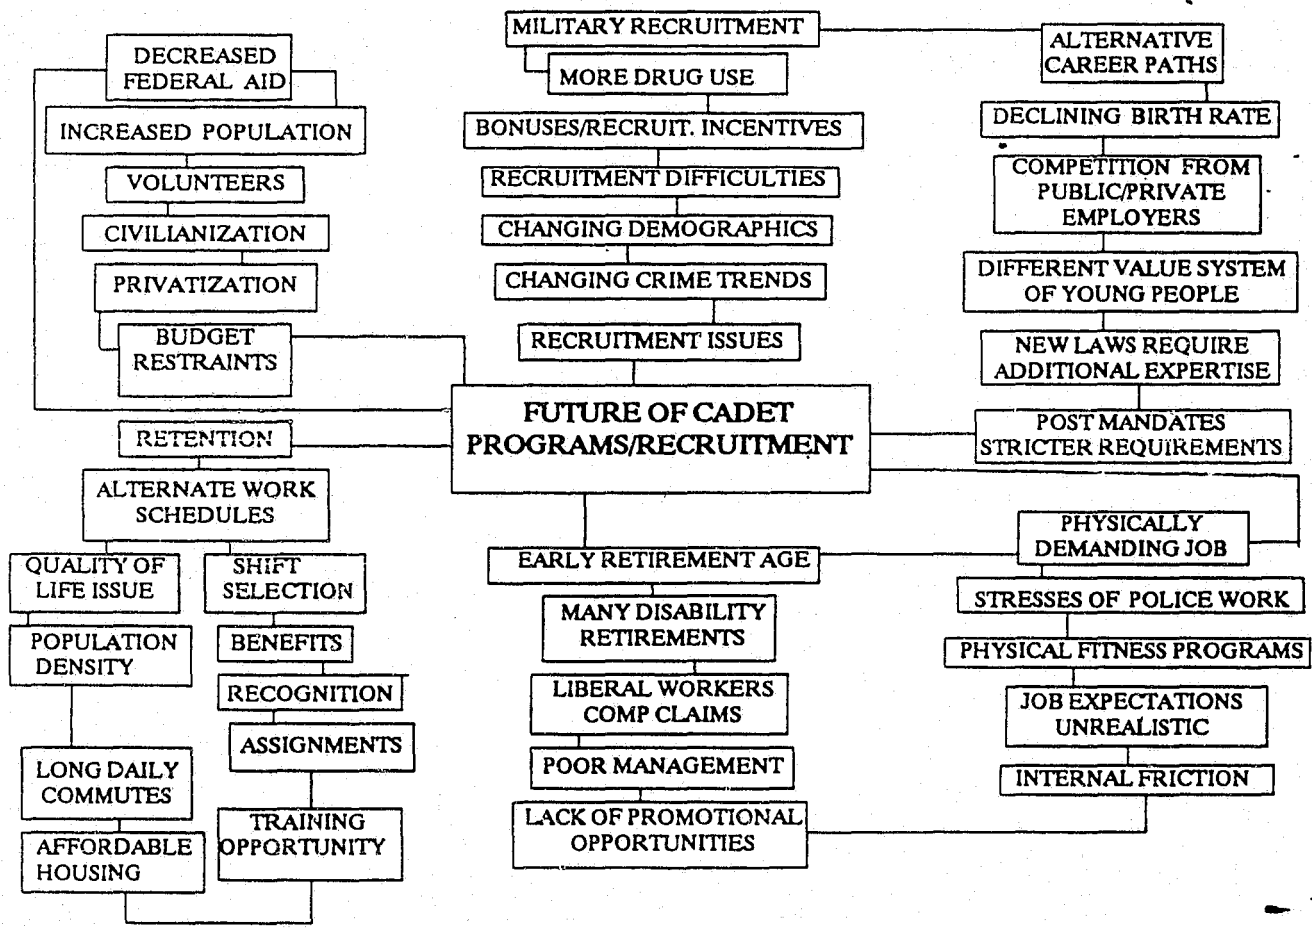 DECREASED
FEDERAL AID
INCREASED POPULATION
VOLUNTEERS
CIVILIANIZATION
PRIVATIZATION
BUDGET
RESTRAINTS
MILITARY RECRUITMENT
MORE DRUG USE
BONUSES/RECRUIT. INCENTIVES
RECRUITMENT DIFFICULTIES
CHANGING DEMOGRAPHICS
CHANGING CRIME TRENDS
RECRUITMENT ISSUES
ALTERNATIVE
CAREER PATHS
DECLINING BIRTH RATE
COMPETITION FROM
PUBLIC/PRIVATE
EMPLOYERS
DIFFERENT VALUE SYSTEM
OF YOUNG PEOPLE
NEW LAWS REQUIRE
ADDITIONAL EXPERTISE
POST MANDATES
STRICTER REQUIREMENTS
FUTURE OF CADET
PROGRAMS/RECRUITMENT
RETENTION
ALTERNATE WORK
SCHEDULES
QUALITY OF
LIFE ISSUE
POPULATION
DENSITY
LONG DAILY
COMMUTES
AFFORDABLE
HOUSING
SHIFT
SELECTION
BENEFITS
RECOGNITION
ASSIGNMENTS
TRAINING
OPPORTUNITY
EARLY RETIREMENT AGE
MANY DISABILITY
RETIREMENTS
LIBERAL WORKERS
COMP CLAIMS
POOR MANAGEMENT
LACK OF PROMOTIONAL
OPPORTUNITIES
PHYSICALLY
DEMANDING JOB
STRESSES OF POLICE WORK
PHYSICAL FITNESS PROGRAMS
JOB EXPECTATIONS
UNREALISTIC
INTERNAL FRICTION